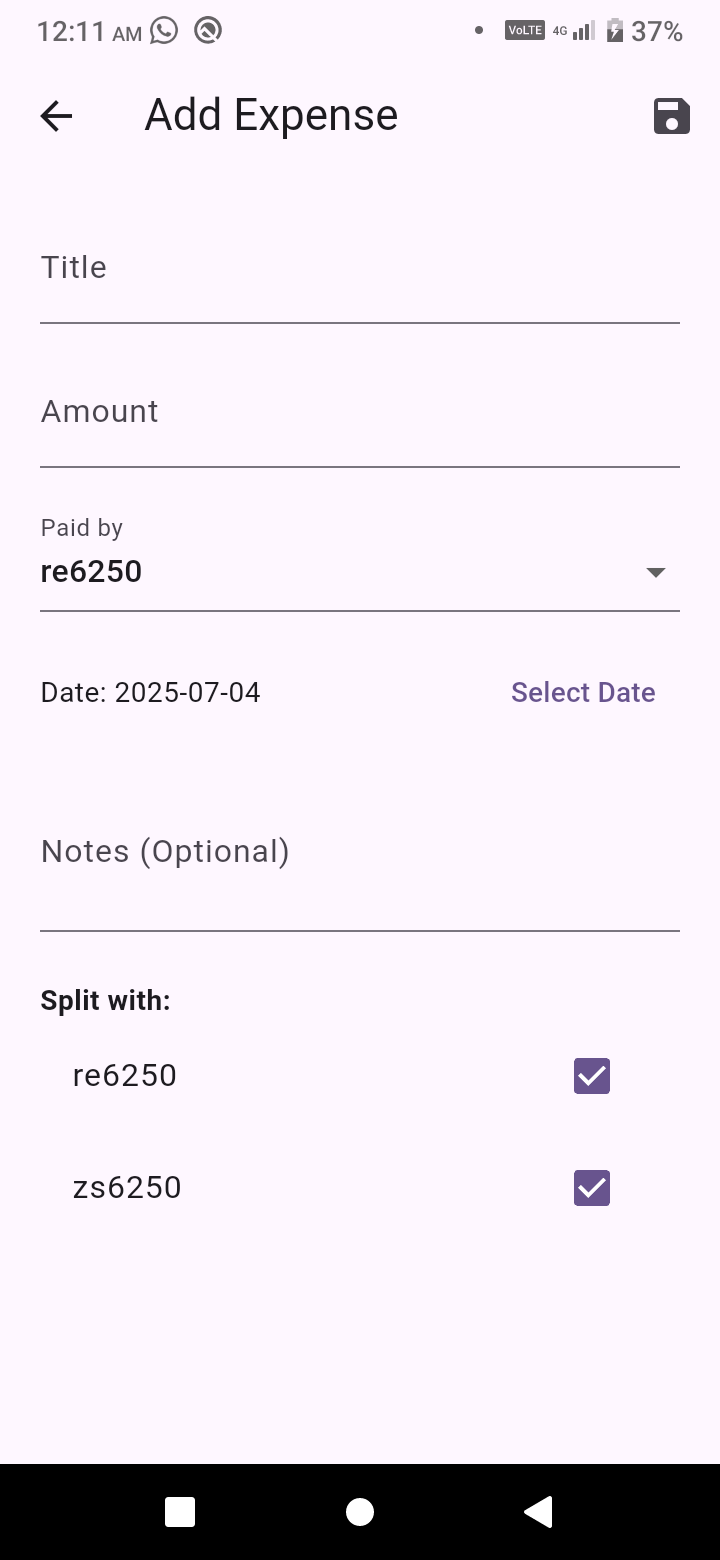 12:11 AM VoLTE 4G 37%
Add Expense
Title
Amount
Paid by
re6250
Date: 2025-07-04 Select Date
Notes (Optional)
Split with:
re6250
zs6250